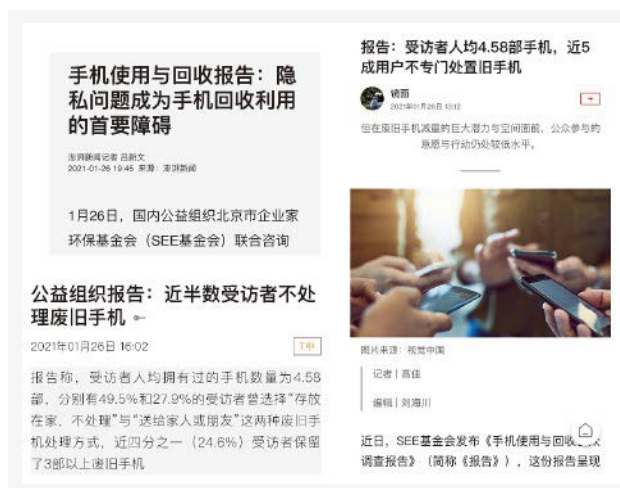 手机使用与回收报告：隐
私问题成为手机回收利用
的首要障碍
澎湃新闻记者 吕新文
2021-01-26 19:45 来源：澎湃新闻
1月26日，国内公益组织北京市企业家
环保基金会（SEE基金会）联合咨询
公益组织报告：近半数受访者不处
理废旧手机
2021年01月26日 16:02
T中
报告称，受访者人均拥有过的手机数量为4.58
部，分别有49.5%和27.9%的受访者曾选择“存放
在家，不处理”与“送给家人或朋友”这两种废旧手
机处理方式，近四分之一（24.6%）受访者保留
了3部以上废旧手机
报告：受访者人均4.58部手机，近5
成用户不专门处置旧手机
镜面
2021年01月26日 13:12
但在废旧手机减量的巨大潜力与空间面前，公众参与的
意愿与行动仍处较低水平。
图片来源：视觉中国
记者 | 高佳
编辑 | 刘海川
近日，SEE基金会发布《手机使用与回收
调查报告》（简称《报告》），这份报告呈现